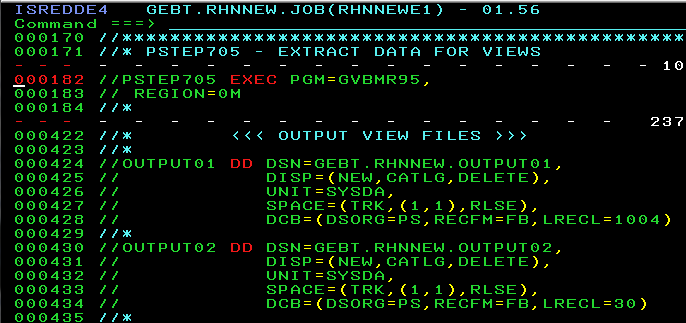 ISREDDE4    GEBT.RHNNEW.JOB(RHNNEWE1) - 01.56
Command ===>
000170 //****************************************************
000171 //* PSTEP705 - EXTRACT DATA FOR VIEWS
- - - - - - - - - - - - - - - - - - - - - - - 10
000182 //PSTEP705 EXEC PGM=GVBMR95,
000183 // REGION=0M
000184 //*
- - - - - - - - - - - - - - - - - - - - - - 237
000422 //*         <<< OUTPUT VIEW FILES >>>
000423 //*
000424 //OUTPUT01 DD DSN=GEBT.RHNNEW.OUTPUT01,
000425 //            DISP=(NEW,CATLG,DELETE),
000426 //            UNIT=SYSDA,
000427 //            SPACE=(TRK,(1,1),RLSE),
000428 //            DCB=(DSORG=PS,RECFM=FB,LRECL=1004)
000429 //*
000430 //OUTPUT02 DD DSN=GEBT.RHNNEW.OUTPUT02,
000431 //            DISP=(NEW,CATLG,DELETE),
000432 //            UNIT=SYSDA,
000433 //            SPACE=(TRK,(1,1),RLSE),
000434 //            DCB=(DSORG=PS,RECFM=FB,LRECL=30)
000435 //*